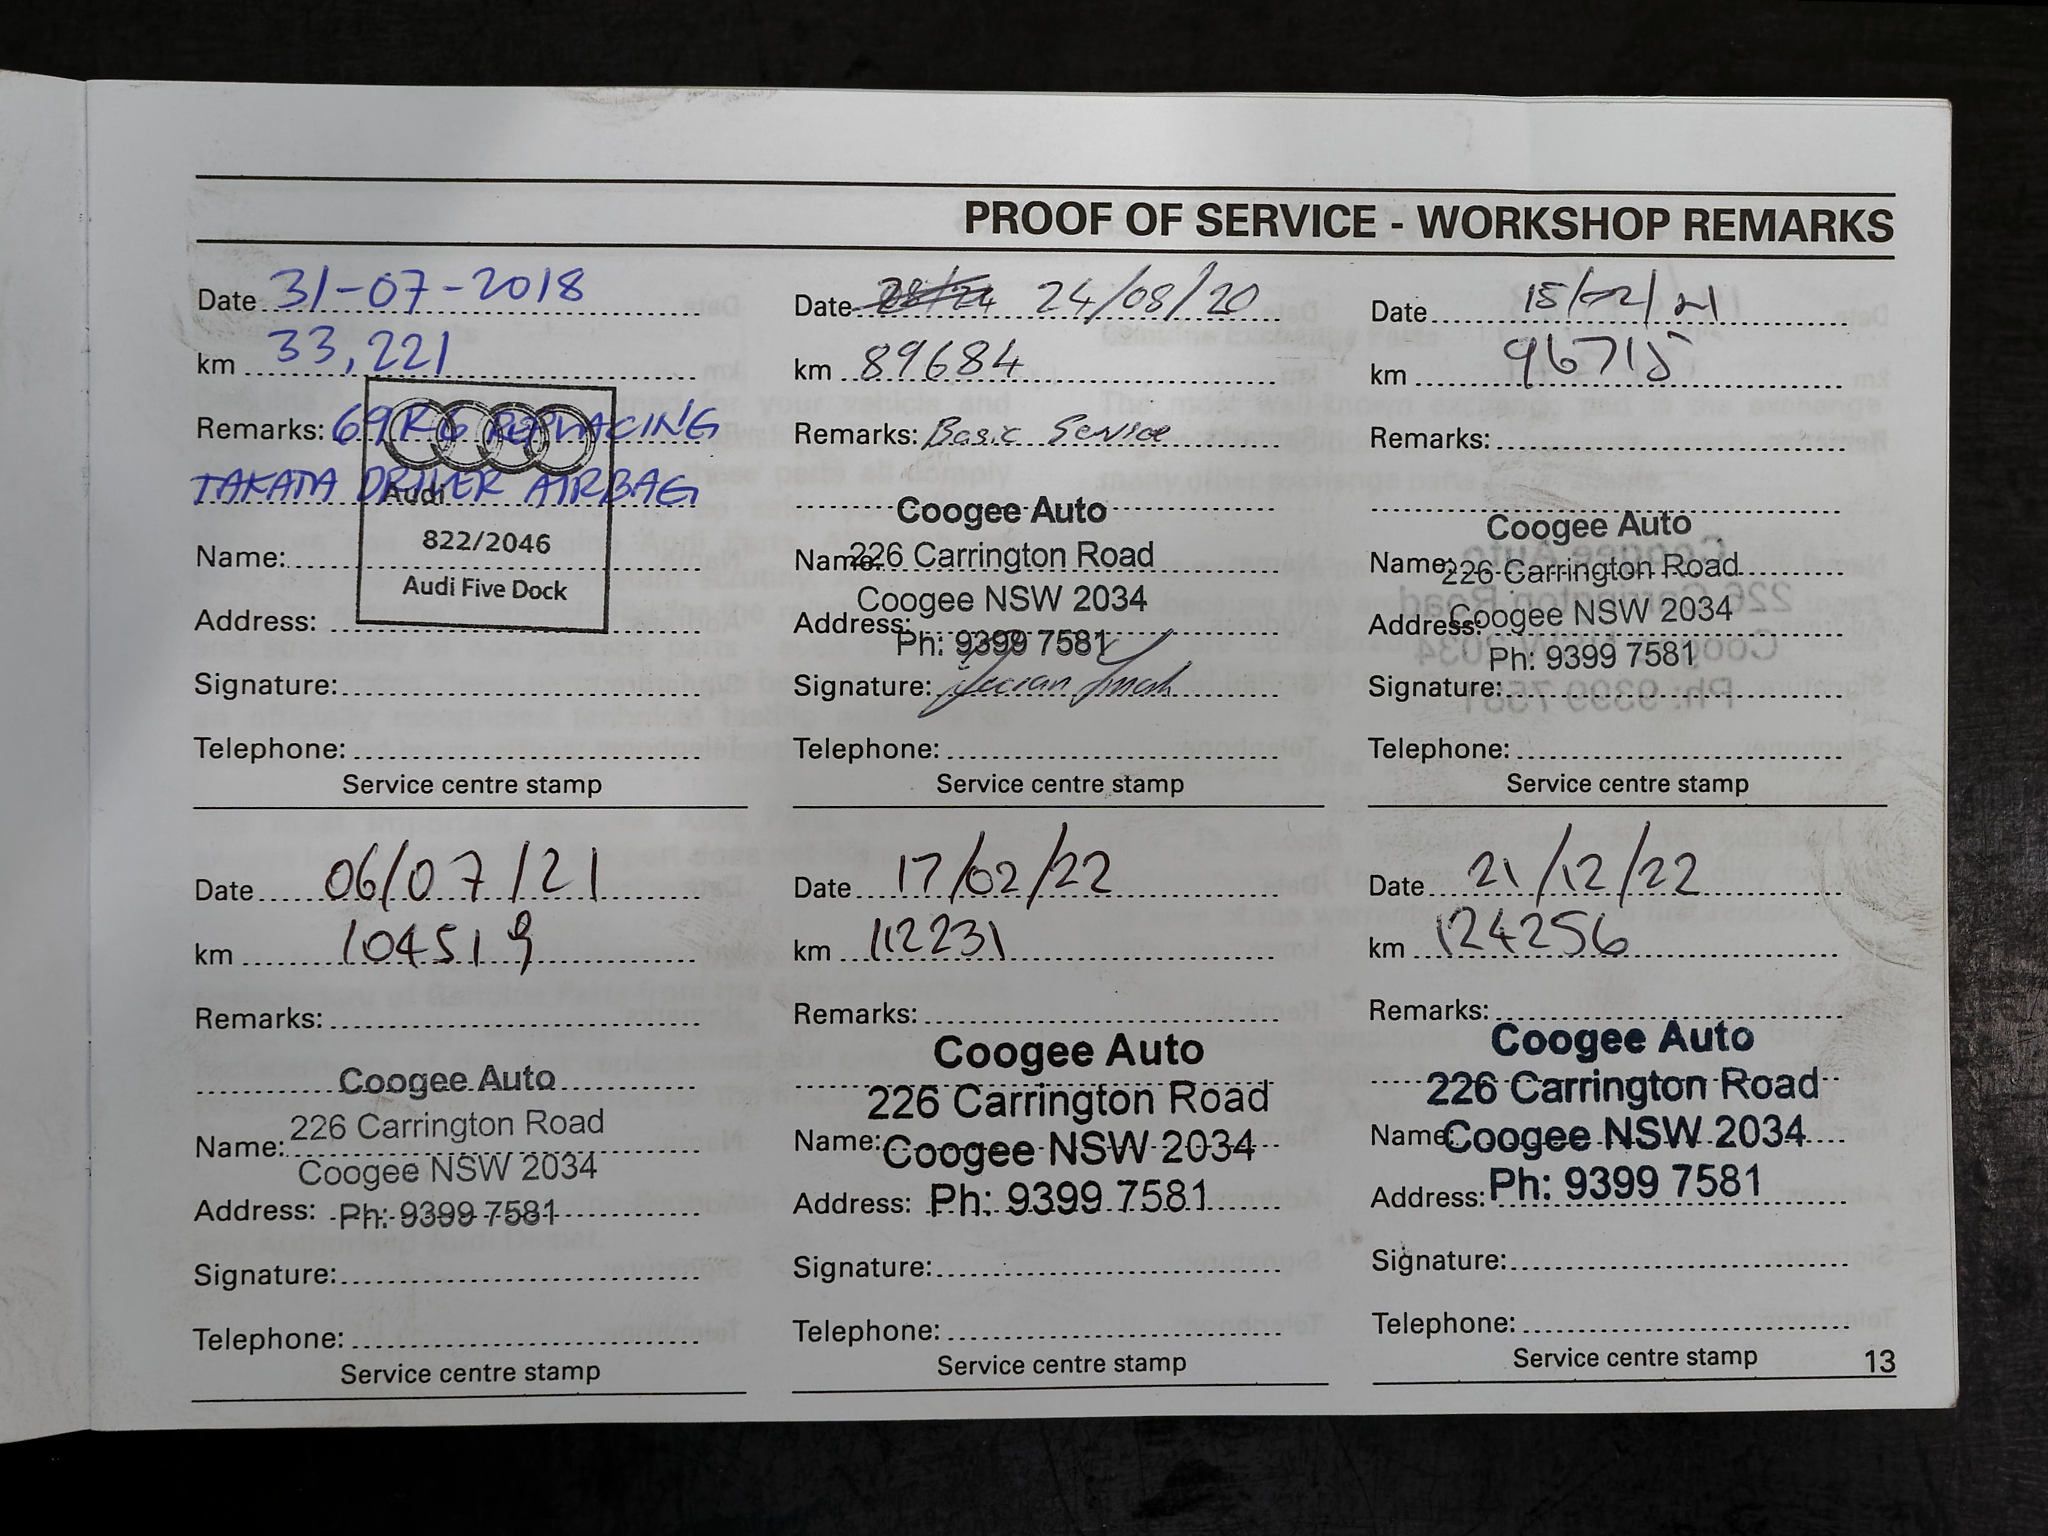 PROOF OF SERVICE - WORKSHOP REMARKS
Date 31-07-2018
km 33,221
Remarks: 69R6 REPLACING
TAKATA DRIVER AIRBAG
Audi
822/2046
Name:
Audi Five Dock
Address:
Signature:
Telephone:
Service centre stamp
Date 24/08/20
km 89684
Remarks: Basic Service
Coogee Auto
Name: 226 Carrington Road
Coogee NSW 2034
Address:
Ph: 9399 7581
Signature:
Telephone:
Service centre stamp
Date 15/02/21
km 96715
Remarks:
Coogee Auto
Name: 226 Carrington Road
Coogee NSW 2034
Address:
Ph: 9399 7581
Signature:
Telephone:
Service centre stamp
Date 06/07/21
km 104519
Remarks:
Coogee Auto
226 Carrington Road
Name:
Coogee NSW 2034
Address: Ph: 9399 7581
Signature:
Telephone:
Service centre stamp
Date 17/02/22
km 112231
Remarks:
Coogee Auto
226 Carrington Road
Name: Coogee NSW 2034
Address: Ph: 9399 7581
Signature:
Telephone:
Service centre stamp
Date 21/12/22
km 124256
Remarks:
Coogee Auto
226 Carrington Road
Name: Coogee NSW 2034
Address: Ph: 9399 7581
Signature:
Telephone:
Service centre stamp
13